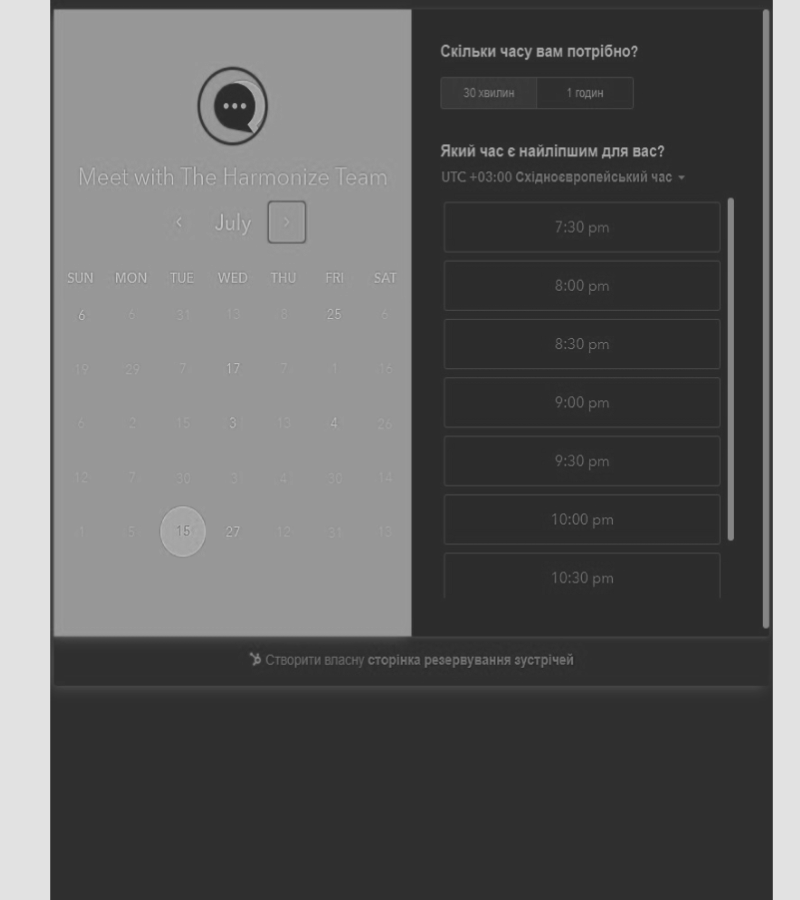 Meet with The Harmonize Team
July
SUN MON TUE WED THU FRI SAT
6 6 31 13 8 25 6
19 29 7 17 7 1 16
6 2 15 3 13 4 26
12 7 30 3 4 30 14
1 5 15 27 12 31 13
Скільки часу вам потрібно?
30 хвилин 1 годин
Який час є найліпшим для вас?
UTC +03:00 Східноєвропейський час
7:30 pm
8:00 pm
8:30 pm
9:00 pm
9:30 pm
10:00 pm
10:30 pm
Створити власну сторінка резервування зустрічей